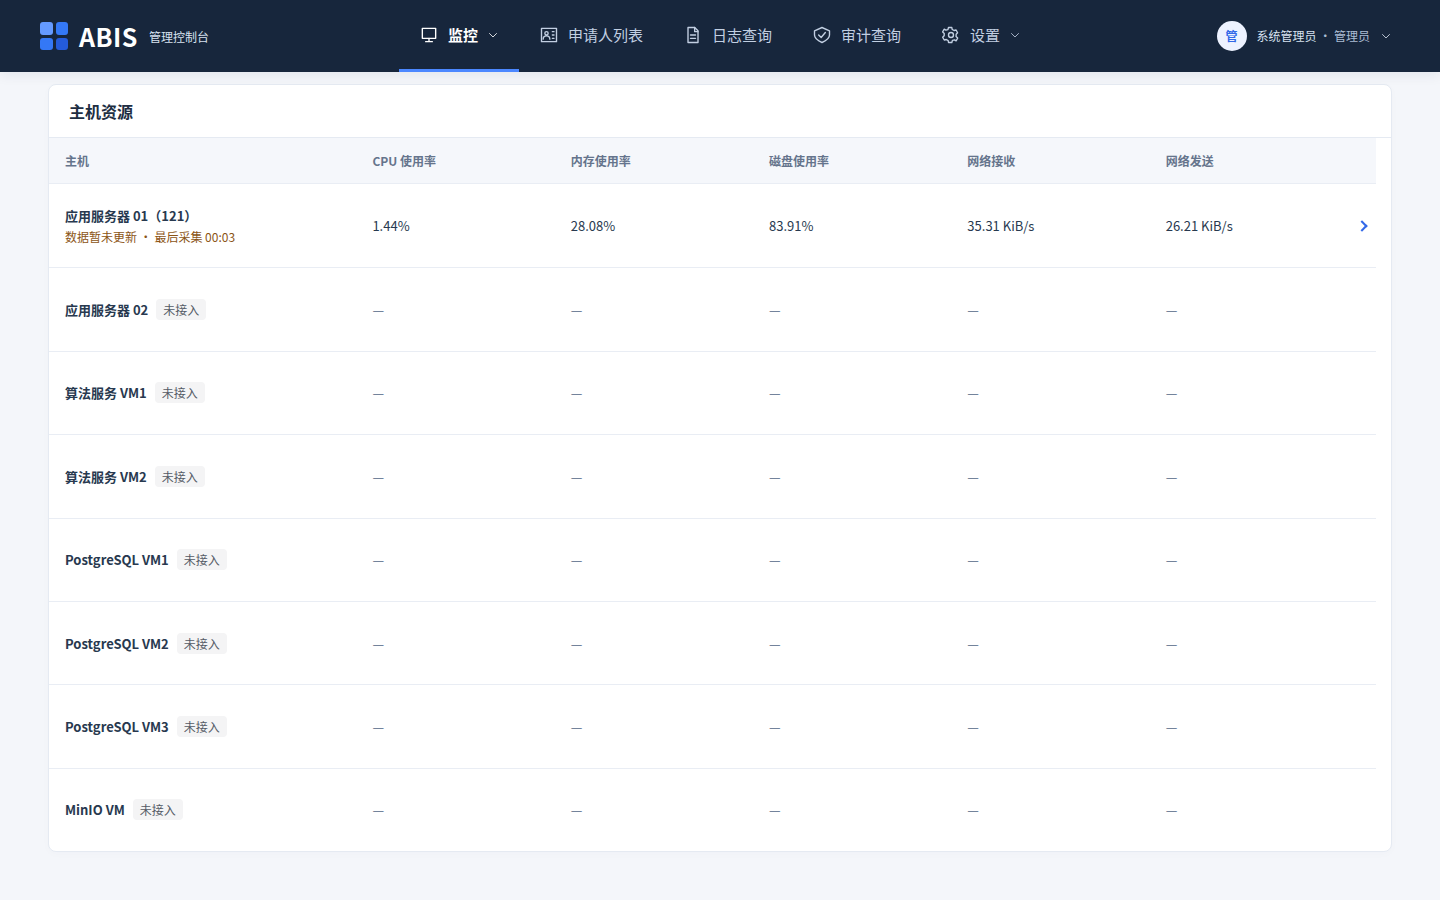 ABIS 管理控制台 监控 申请人列表 日志查询 审计查询 设置 管 系统管理员 · 管理员
主机资源
主机 CPU 使用率 内存使用率 磁盘使用率 网络接收 网络发送
应用服务器 01（121） 1.44% 28.08% 83.91% 35.31 KiB/s 26.21 KiB/s
数据暂未更新 · 最后采集 00:03
应用服务器 02 未接入 — — — — —
算法服务 VM1 未接入 — — — — —
算法服务 VM2 未接入 — — — — —
PostgreSQL VM1 未接入 — — — — —
PostgreSQL VM2 未接入 — — — — —
PostgreSQL VM3 未接入 — — — — —
MinIO VM 未接入 — — — — —